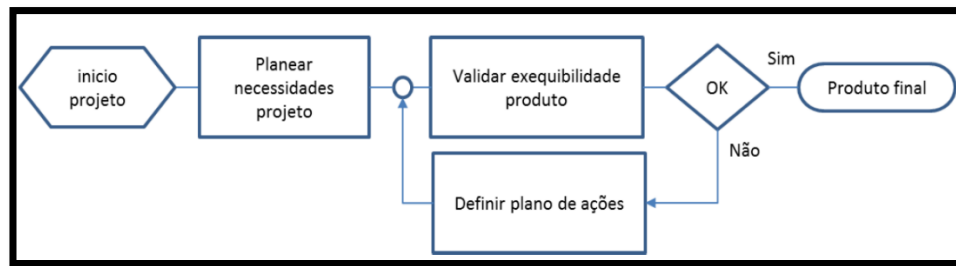 inicio
projeto
Planear
necessidades
projeto
Validar exequibilidade
produto
OK
Sim
Produto final
Não
Definir plano de ações